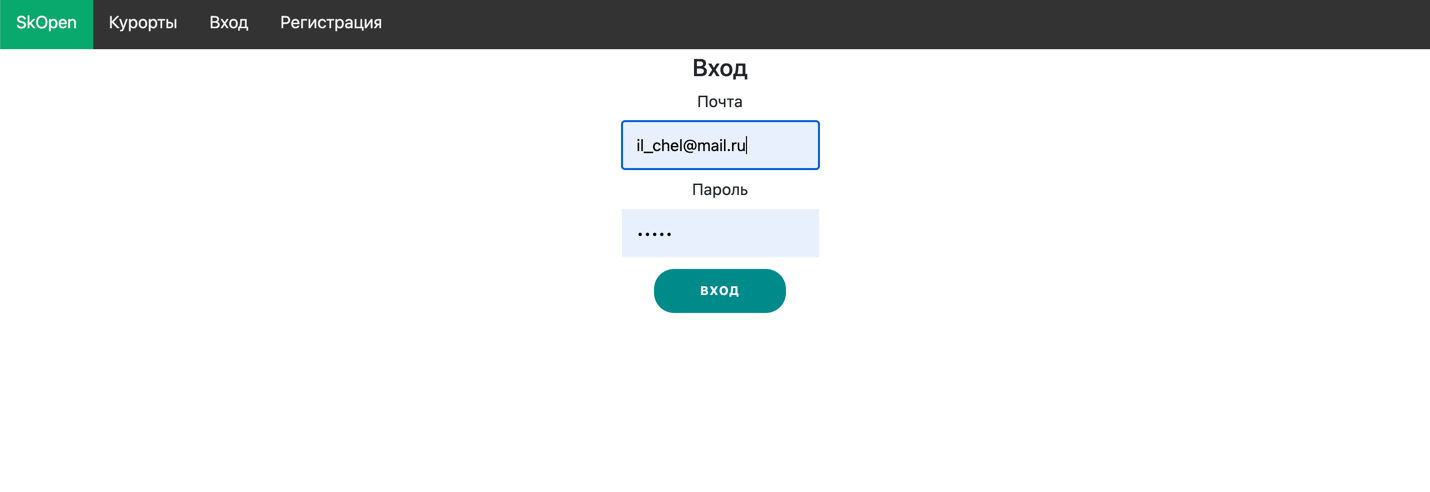 SkOpen Курорты Вход Регистрация
Вход
Почта
il_chel@mail.ru
Пароль
•••••
вход